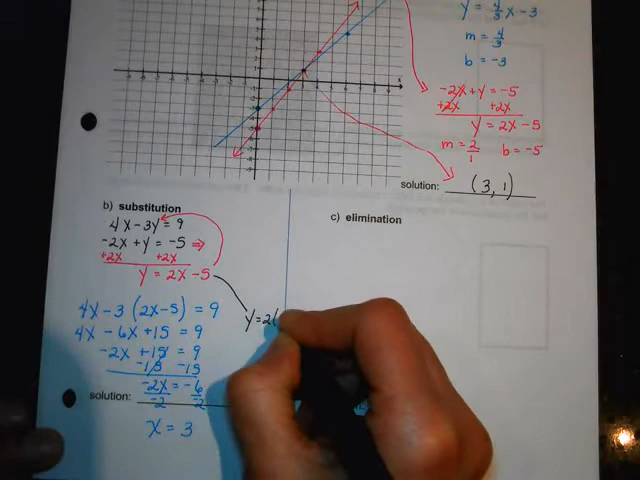 y = 4/3 x - 3
m = 4/3
b = -3
-2x + y = -5
+2x +2x
y = 2x - 5
m = 2/1 b = -5
solution: (3, 1)
b) substitution
4x - 3y = 9
-2x + y = -5 ⇒
+2x +2x
y = 2x - 5
4x - 3(2x - 5) = 9
4x - 6x + 15 = 9
-2x + 15 = 9
-15 -15
-2x = -6
-2 -2
solution:
x = 3
y = 2(
c) elimination